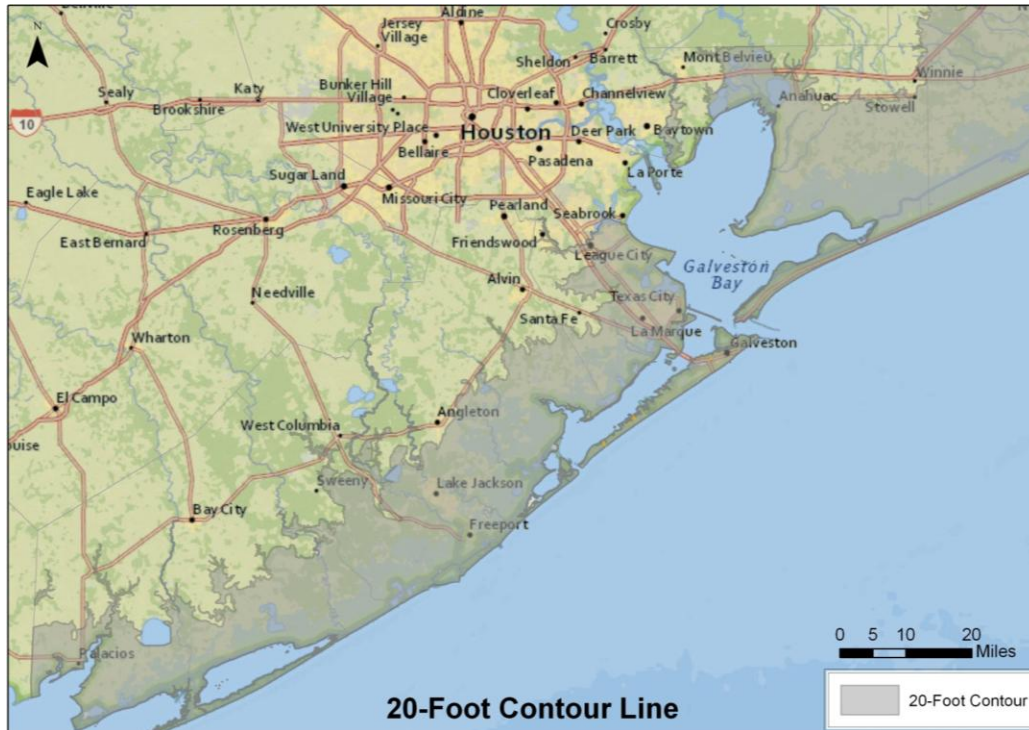 N
Aldine
Jersey
Village
Crosby
Sheldon
Barrett
Mont Belvieu
Winnie
Sealy
Brookshire
Katy
Bunker Hill
Village
Cloverleaf
Channelview
Anahuac
Stowell
10
West University Place
Houston
Deer Park
Baytown
Bellaire
Pasadena
La Porte
Sugar Land
Missouri City
Eagle Lake
Pearland
Seabrook
East Bernard
Rosenberg
Friendswood
League City
Galveston
Bay
Alvin
Needville
Texas City
Santa Fe
La Marque
Wharton
Galveston
El Campo
Angleton
West Columbia
ouise
Sweeny
Lake Jackson
Bay City
Freeport
Palacios
0 5 10 20
Miles
20-Foot Contour
20-Foot Contour Line